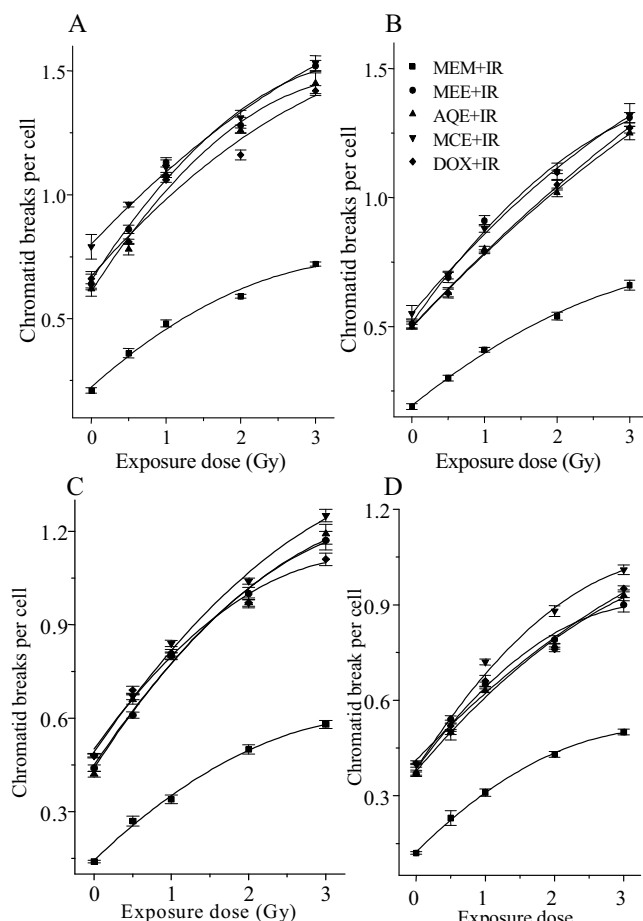 A
Chromatid breaks per cell
1.5
1.0
0.5
0 1 2 3
Exposure dose (Gy)
B
Chromatid breaks per cell
1.5
1.0
0.5
MEM+IR
MEE+IR
AQE+IR
MCE+IR
DOX+IR
0 1 2 3
Exposure dose (Gy)
C
Chromatid breaks per cell
1.2
0.9
0.6
0.3
0 1 2 3
Exposure dose (Gy)
D
Chromatid break per cell
1.2
0.9
0.6
0.3
0 1 2 3
Exposure dose